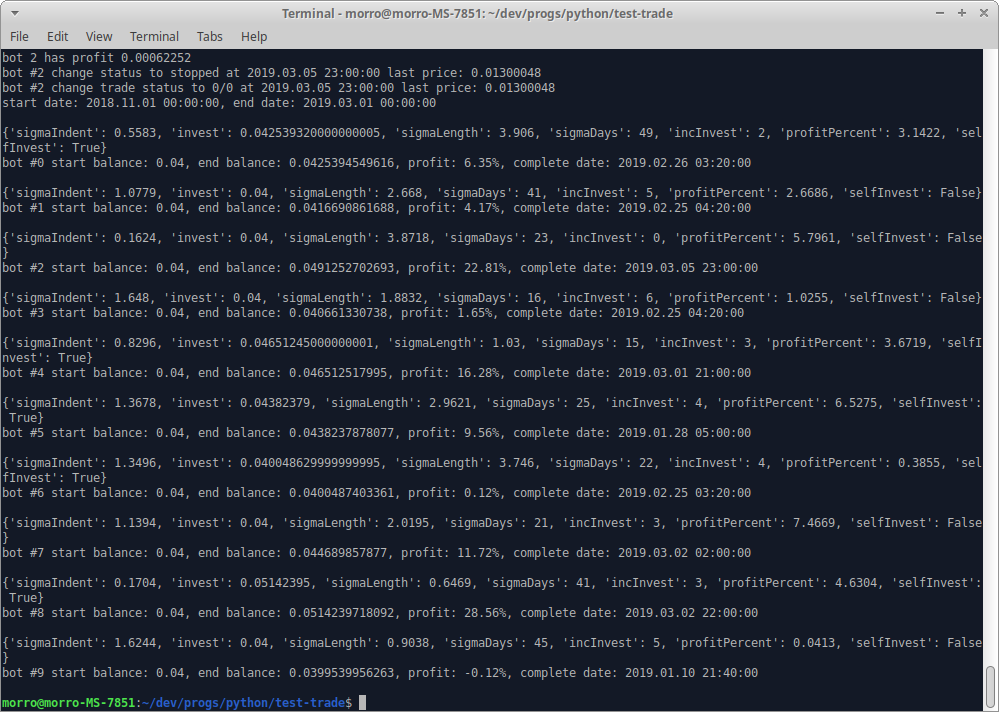 Terminal - morro@morro-MS-7851: ~/dev/progs/python/test-trade
File Edit View Terminal Tabs Help
bot 2 has profit 0.00062252
bot #2 change status to stopped at 2019.03.05 23:00:00 last price: 0.01300048
bot #2 change trade status to 0/0 at 2019.03.05 23:00:00 last price: 0.01300048
start date: 2018.11.01 00:00:00, end date: 2019.03.01 00:00:00
{'sigmaIndent': 0.5583, 'invest': 0.042539320000000005, 'sigmaLength': 3.906, 'sigmaDays': 49, 'incInvest': 2, 'profitPercent': 3.1422, 'sel
fInvest': True}
bot #0 start balance: 0.04, end balance: 0.0425394549616, profit: 6.35%, complete date: 2019.02.26 03:20:00
{'sigmaIndent': 1.0779, 'invest': 0.04, 'sigmaLength': 2.668, 'sigmaDays': 41, 'incInvest': 5, 'profitPercent': 2.6686, 'selfInvest': False}
bot #1 start balance: 0.04, end balance: 0.0416690861688, profit: 4.17%, complete date: 2019.02.25 04:20:00
{'sigmaIndent': 0.1624, 'invest': 0.04, 'sigmaLength': 3.8718, 'sigmaDays': 23, 'incInvest': 0, 'profitPercent': 5.7961, 'selfInvest': False
}
bot #2 start balance: 0.04, end balance: 0.0491252702693, profit: 22.81%, complete date: 2019.03.05 23:00:00
{'sigmaIndent': 1.648, 'invest': 0.04, 'sigmaLength': 1.8832, 'sigmaDays': 16, 'incInvest': 6, 'profitPercent': 1.0255, 'selfInvest': False}
bot #3 start balance: 0.04, end balance: 0.040661330738, profit: 1.65%, complete date: 2019.02.25 04:20:00
{'sigmaIndent': 0.8296, 'invest': 0.04651245000000001, 'sigmaLength': 1.03, 'sigmaDays': 15, 'incInvest': 3, 'profitPercent': 3.6719, 'selfI
nvest': True}
bot #4 start balance: 0.04, end balance: 0.046512517995, profit: 16.28%, complete date: 2019.03.01 21:00:00
{'sigmaIndent': 1.3678, 'invest': 0.04382379, 'sigmaLength': 2.9621, 'sigmaDays': 25, 'incInvest': 4, 'profitPercent': 6.5275, 'selfInvest':
True}
bot #5 start balance: 0.04, end balance: 0.0438237878077, profit: 9.56%, complete date: 2019.01.28 05:00:00
{'sigmaIndent': 1.3496, 'invest': 0.040048629999999995, 'sigmaLength': 3.746, 'sigmaDays': 22, 'incInvest': 4, 'profitPercent': 0.3855, 'sel
fInvest': True}
bot #6 start balance: 0.04, end balance: 0.0400487403361, profit: 0.12%, complete date: 2019.02.25 03:20:00
{'sigmaIndent': 1.1394, 'invest': 0.04, 'sigmaLength': 2.0195, 'sigmaDays': 21, 'incInvest': 3, 'profitPercent': 7.4669, 'selfInvest': False
}
bot #7 start balance: 0.04, end balance: 0.044689857877, profit: 11.72%, complete date: 2019.03.02 02:00:00
{'sigmaIndent': 0.1704, 'invest': 0.05142395, 'sigmaLength': 0.6469, 'sigmaDays': 41, 'incInvest': 3, 'profitPercent': 4.6304, 'selfInvest':
True}
bot #8 start balance: 0.04, end balance: 0.0514239718092, profit: 28.56%, complete date: 2019.03.02 22:00:00
{'sigmaIndent': 1.6244, 'invest': 0.04, 'sigmaLength': 0.9038, 'sigmaDays': 45, 'incInvest': 5, 'profitPercent': 0.0413, 'selfInvest': False
}
bot #9 start balance: 0.04, end balance: 0.0399539956263, profit: -0.12%, complete date: 2019.01.10 21:40:00
morro@morro-MS-7851:~/dev/progs/python/test-trade$